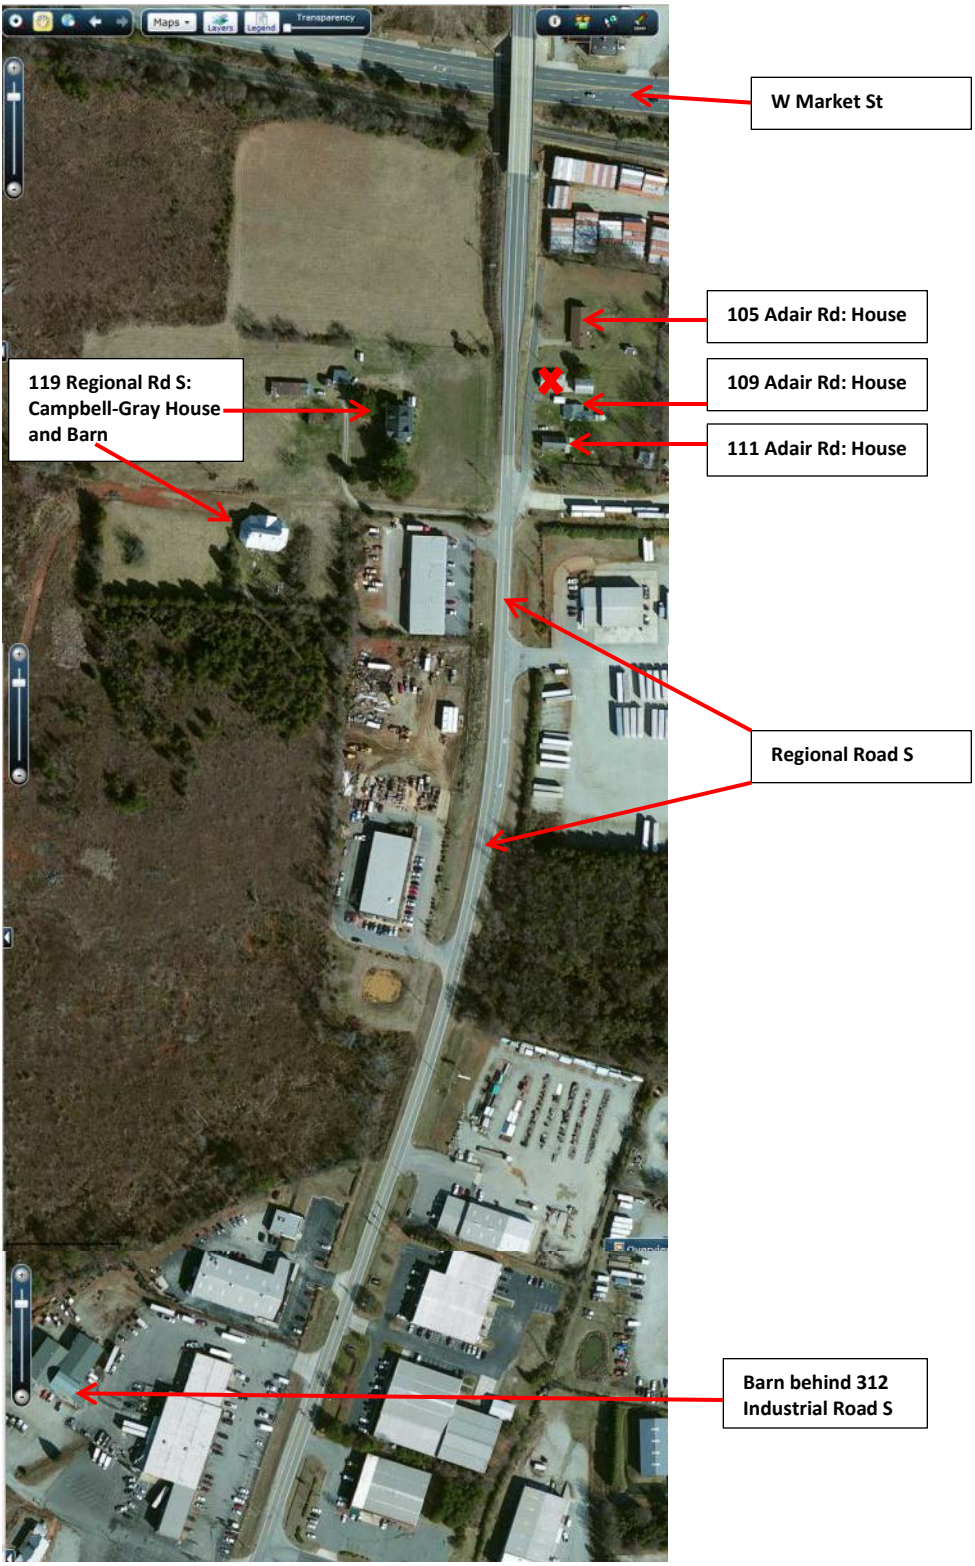 Maps
Layers
Legend
Transparency
W Market St
105 Adair Rd: House
109 Adair Rd: House
111 Adair Rd: House
119 Regional Rd S:
Campbell-Gray House
and Barn
Regional Road S
Barn behind 312
Industrial Road S